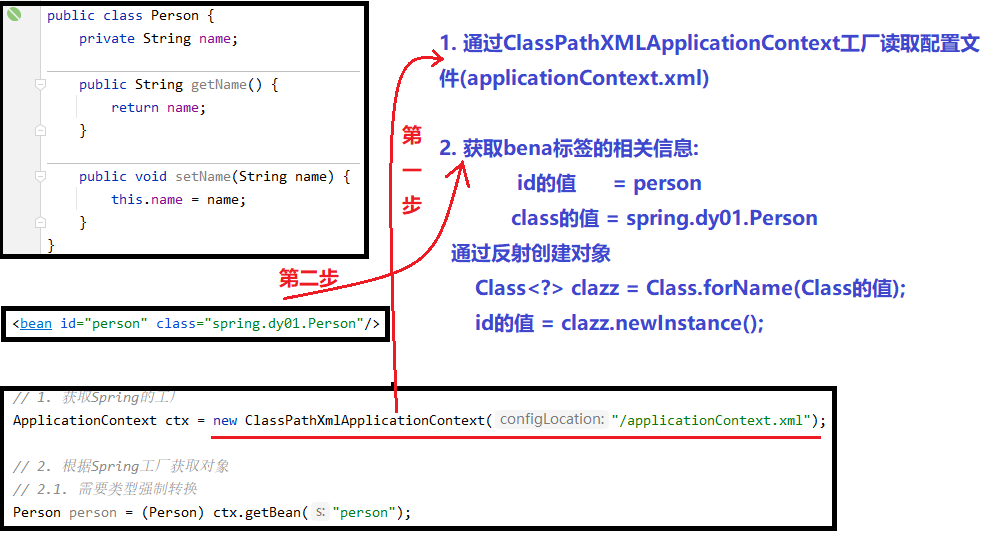 public class Person {
private String name;
public String getName() {
return name;
}
public void setName(String name) {
this.name = name;
}
}
1. 通过ClassPathXMLApplicationContext工厂读取配置文
件(applicationContext.xml)
第
一
步
2. 获取bena标签的相关信息:
id的值 = person
class的值 = spring.dy01.Person
通过反射创建对象
Class<?> clazz = Class.forName(Class的值);
id的值 = clazz.newInstance();
第二步
<bean id="person" class="spring.dy01.Person"/>
// 1. 获取Spring的工厂
ApplicationContext ctx = new ClassPathXmlApplicationContext( configLocation: "/applicationContext.xml");
// 2. 根据Spring工厂获取对象
// 2.1. 需要类型强制转换
Person person = (Person) ctx.getBean( s: "person");